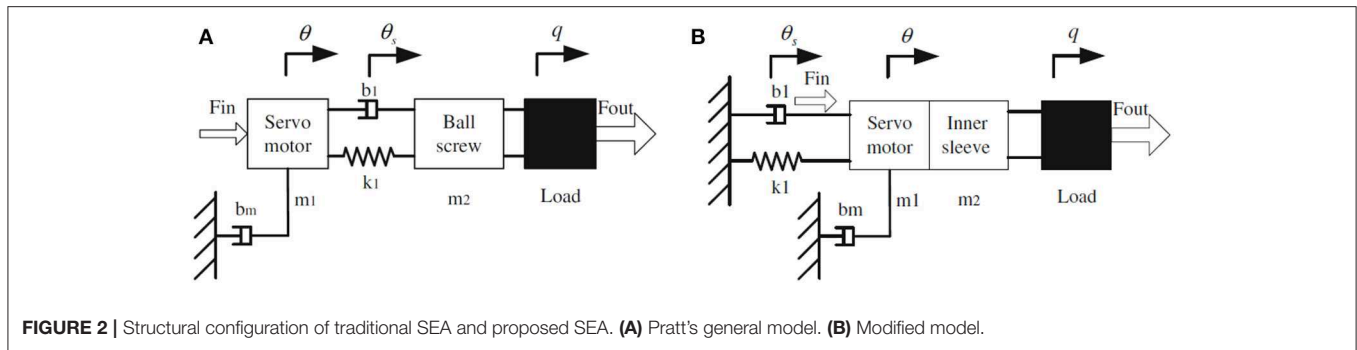 A
θ
θs
q
b1
Fin
Servo
motor
Ball
screw
Fout
k1
bm
m1
m2
Load
B
θs
θ
q
Fin
b1
Servo
motor
Inner
sleeve
Fout
k1
bm
m1
m2
Load
FIGURE 2 | Structural configuration of traditional SEA and proposed SEA. (A) Pratt's general model. (B) Modified model.